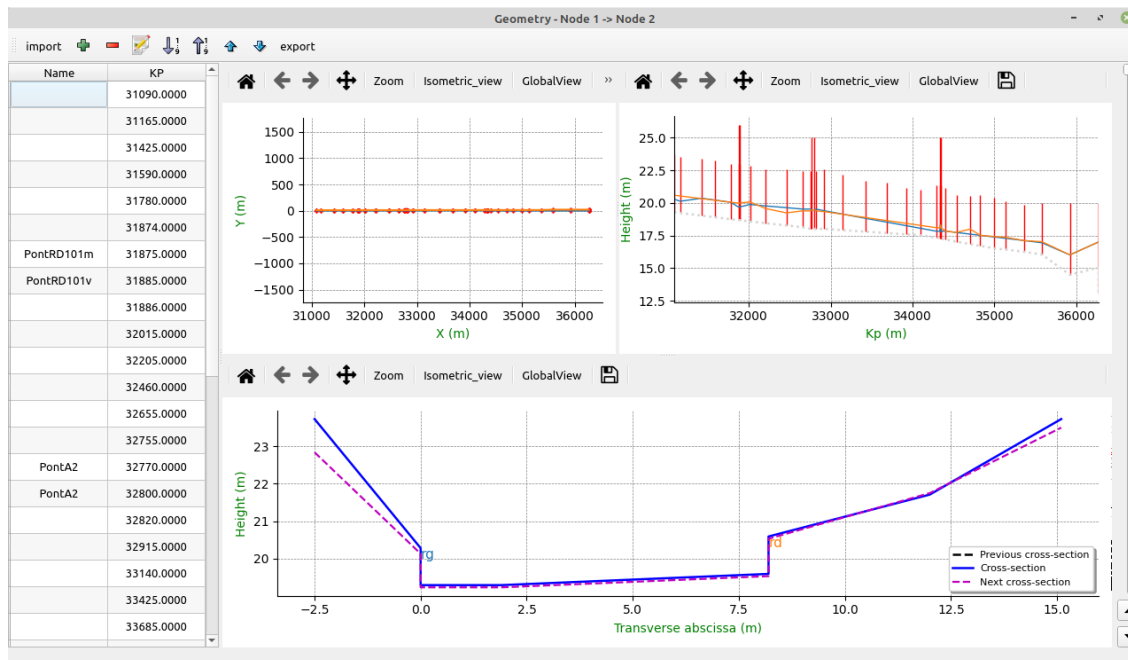 Geometry - Node 1 -> Node 2
import export
Name KP
31090.0000
31165.0000
31425.0000
31590.0000
31780.0000
31874.0000
PontRD101m 31875.0000
PontRD101v 31885.0000
31886.0000
32015.0000
32205.0000
32460.0000
32655.0000
32755.0000
PontA2 32770.0000
PontA2 32800.0000
32820.0000
32915.0000
33140.0000
33425.0000
33685.0000
Zoom Isometric_view GlobalView »
1500
1000
500
0
−500
−1000
−1500
Y (m)
31000 32000 33000 34000 35000 36000
X (m)
Zoom Isometric_view GlobalView
25.0
22.5
20.0
17.5
15.0
12.5
Height (m)
32000 33000 34000 35000 36000
Kp (m)
Zoom Isometric_view GlobalView
23
22
21
20
Height (m)
rg
rd
Previous cross-section
Cross-section
Next cross-section
−2.5 0.0 2.5 5.0 7.5 10.0 12.5 15.0
Transverse abscissa (m)